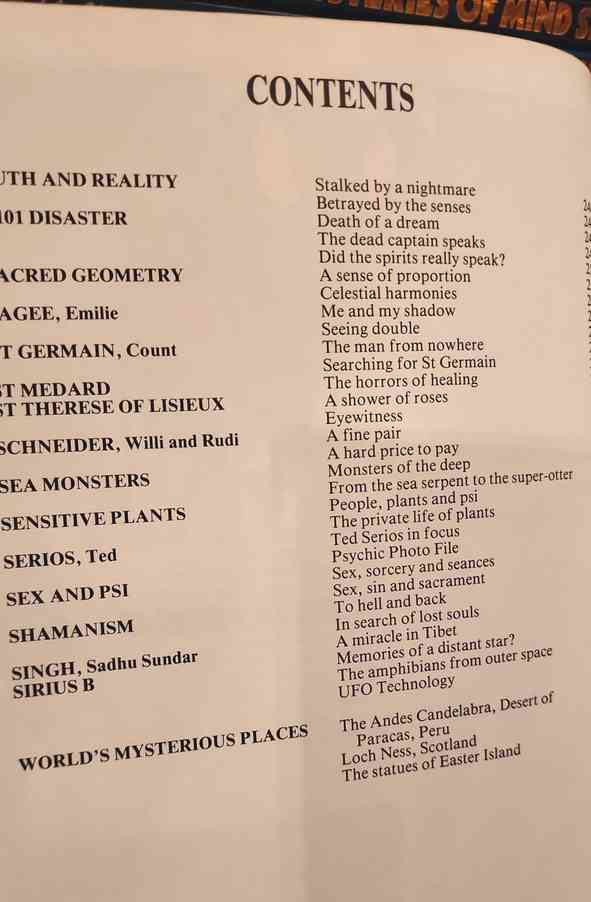 OF MIND
CONTENTS
UTH AND REALITY Stalked by a nightmare
Betrayed by the senses
101 DISASTER Death of a dream
The dead captain speaks
Did the spirits really speak?
ACRED GEOMETRY A sense of proportion
Celestial harmonies
AGEE, Emilie Me and my shadow
Seeing double
T GERMAIN, Count The man from nowhere
Searching for St Germain
ST MEDARD The horrors of healing
ST THERESE OF LISIEUX A shower of roses
Eyewitness
SCHNEIDER, Willi and Rudi A fine pair
A hard price to pay
SEA MONSTERS Monsters of the deep
From the sea serpent to the super-otter
SENSITIVE PLANTS People, plants and psi
The private life of plants
SERIOS, Ted Ted Serios in focus
Psychic Photo File
SEX AND PSI Sex, sorcery and seances
Sex, sin and sacrament
SHAMANISM To hell and back
In search of lost souls
SINGH, Sadhu Sundar A miracle in Tibet
SIRIUS B Memories of a distant star?
The amphibians from outer space
UFO Technology
WORLD'S MYSTERIOUS PLACES The Andes Candelabra, Desert of
Paracas, Peru
Loch Ness, Scotland
The statues of Easter Island